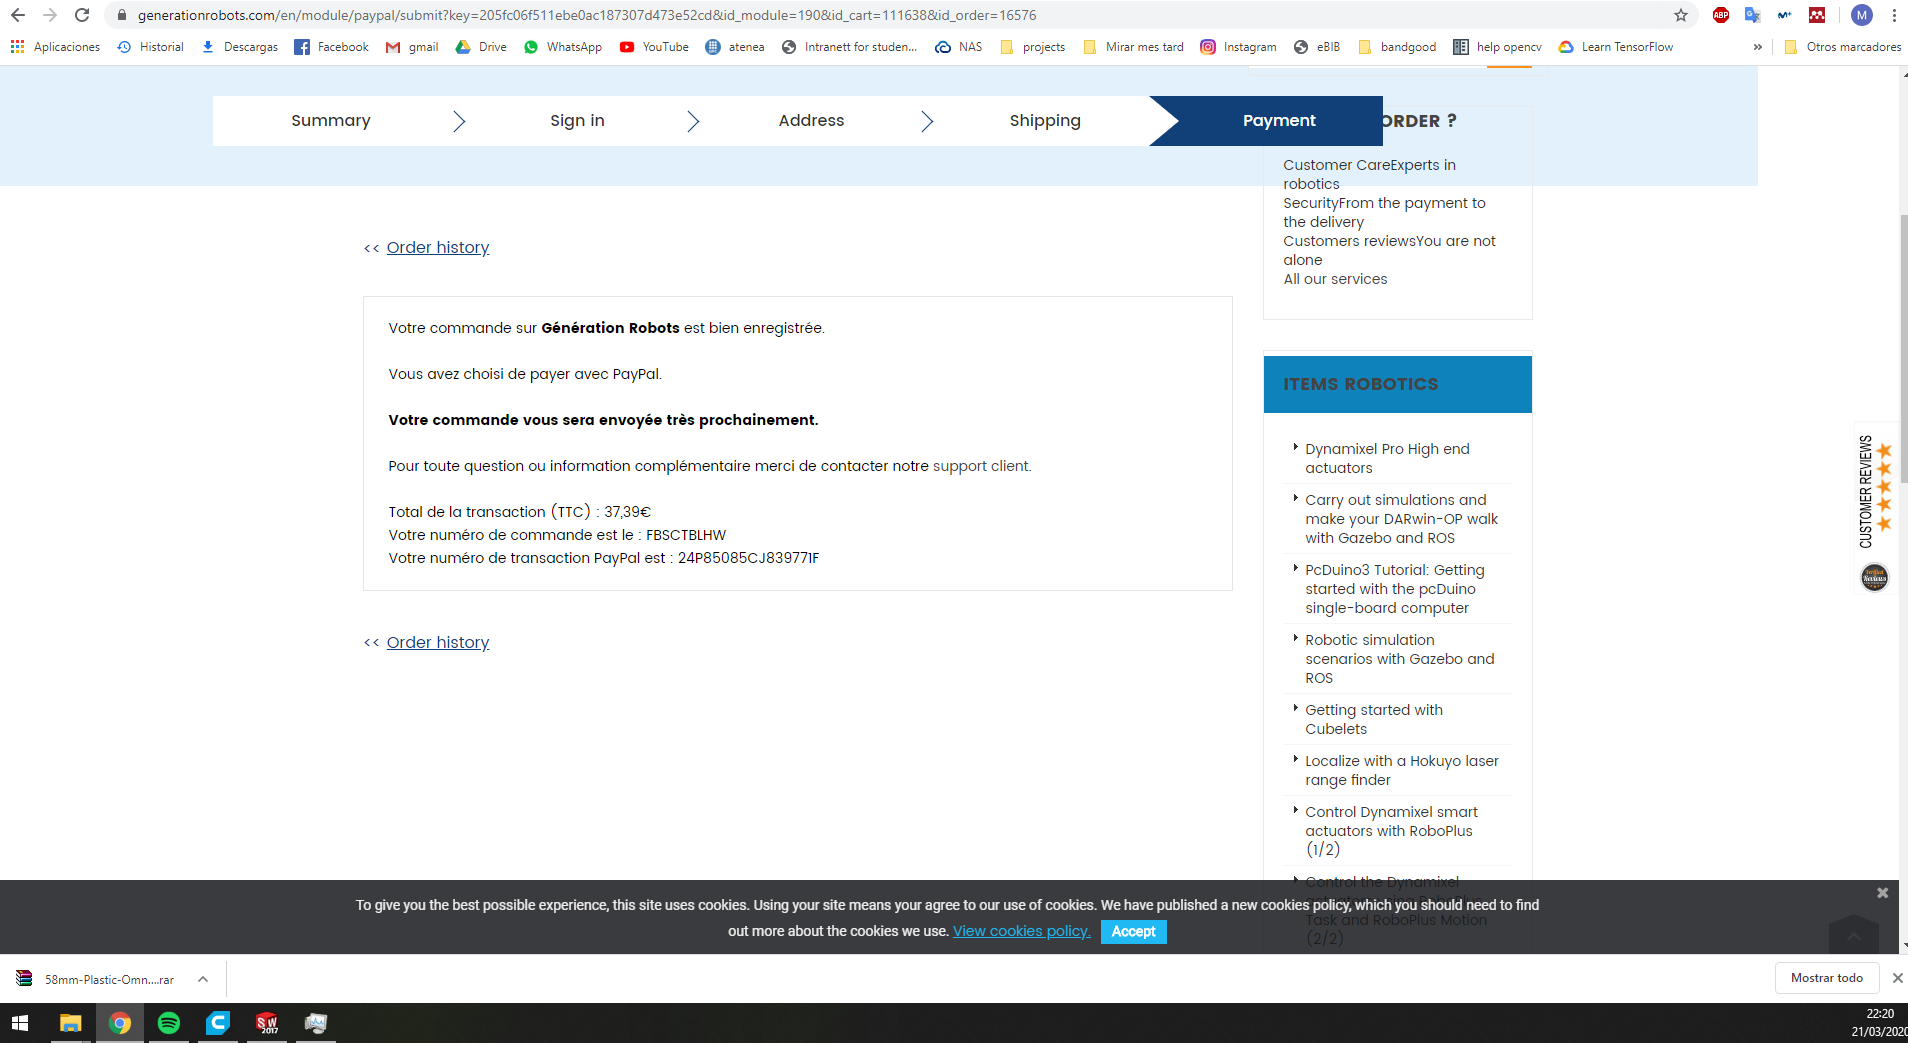 generationrobots.com/en/module/paypal/submit?key=205fc06f511ebe0ac187307d473e52cd&id_module=190&id_cart=111638&id_order=16576
ABP
M
Aplicaciones Historial Descargas Facebook gmail Drive WhatsApp YouTube atenea Intranett for studen... NAS projects Mirar mes tard Instagram eBIB bandgood help opencv Learn TensorFlow » Otros marcadores
Summary Sign in Address Shipping Payment
ORDER ?
Customer CareExperts in
robotics
SecurityFrom the payment to
the delivery
Customers reviewsYou are not
alone
All our services
<< Order history
Votre commande sur Génération Robots est bien enregistrée.
Vous avez choisi de payer avec PayPal.
Votre commande vous sera envoyée très prochainement.
Pour toute question ou information complémentaire merci de contacter notre support client.
Total de la transaction (TTC) : 37,39€
Votre numéro de commande est le : FBSCTBLHW
Votre numéro de transaction PayPal est : 24P85085CJ839771F
<< Order history
ITEMS ROBOTICS
Dynamixel Pro High end
actuators
Carry out simulations and
make your DARwin-OP walk
with Gazebo and ROS
PcDuino3 Tutorial: Getting
started with the pcDuino
single-board computer
Robotic simulation
scenarios with Gazebo and
ROS
Getting started with
Cubelets
Localize with a Hokuyo laser
range finder
Control Dynamixel smart
actuators with RoboPlus
(1/2)
Control the Dynamixel
Task and RoboPlus Motion
(2/2)
CUSTOMER REVIEWS
To give you the best possible experience, this site uses cookies. Using your site means your agree to our use of cookies. We have published a new cookies policy, which you should need to find
out more about the cookies we use. View cookies policy. Accept
58mm-Plastic-Omn....rar
Mostrar todo
SW
2017
22:20
21/03/2020